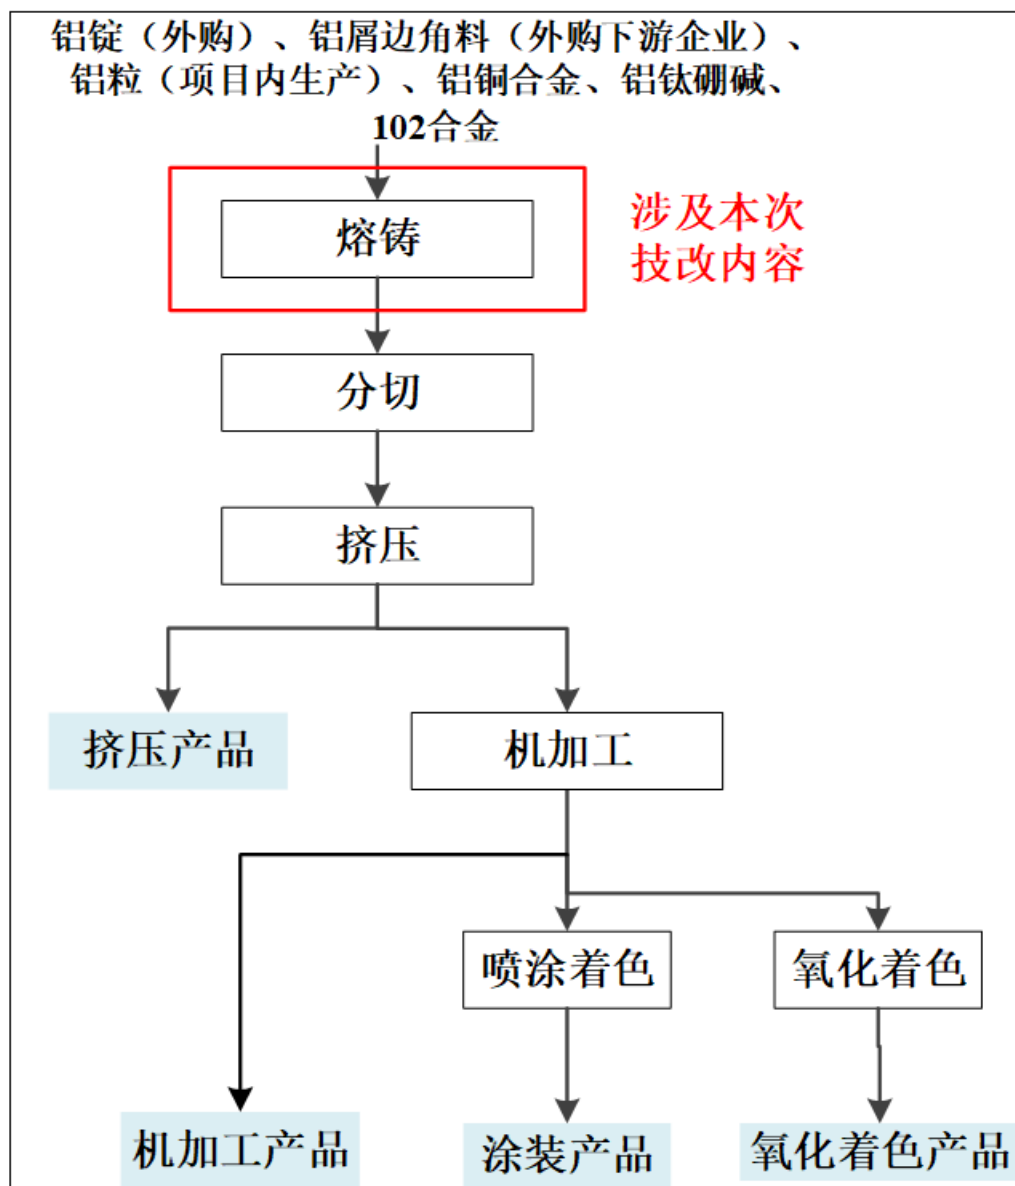 铝锭（外购）、铝屑边角料（外购下游企业）、
铝粒（项目内生产）、铝铜合金、铝钛硼碱、
102合金
熔铸
涉及本次
技改内容
分切
挤压
挤压产品
机加工
喷涂着色
氧化着色
机加工产品
涂装产品
氧化着色产品